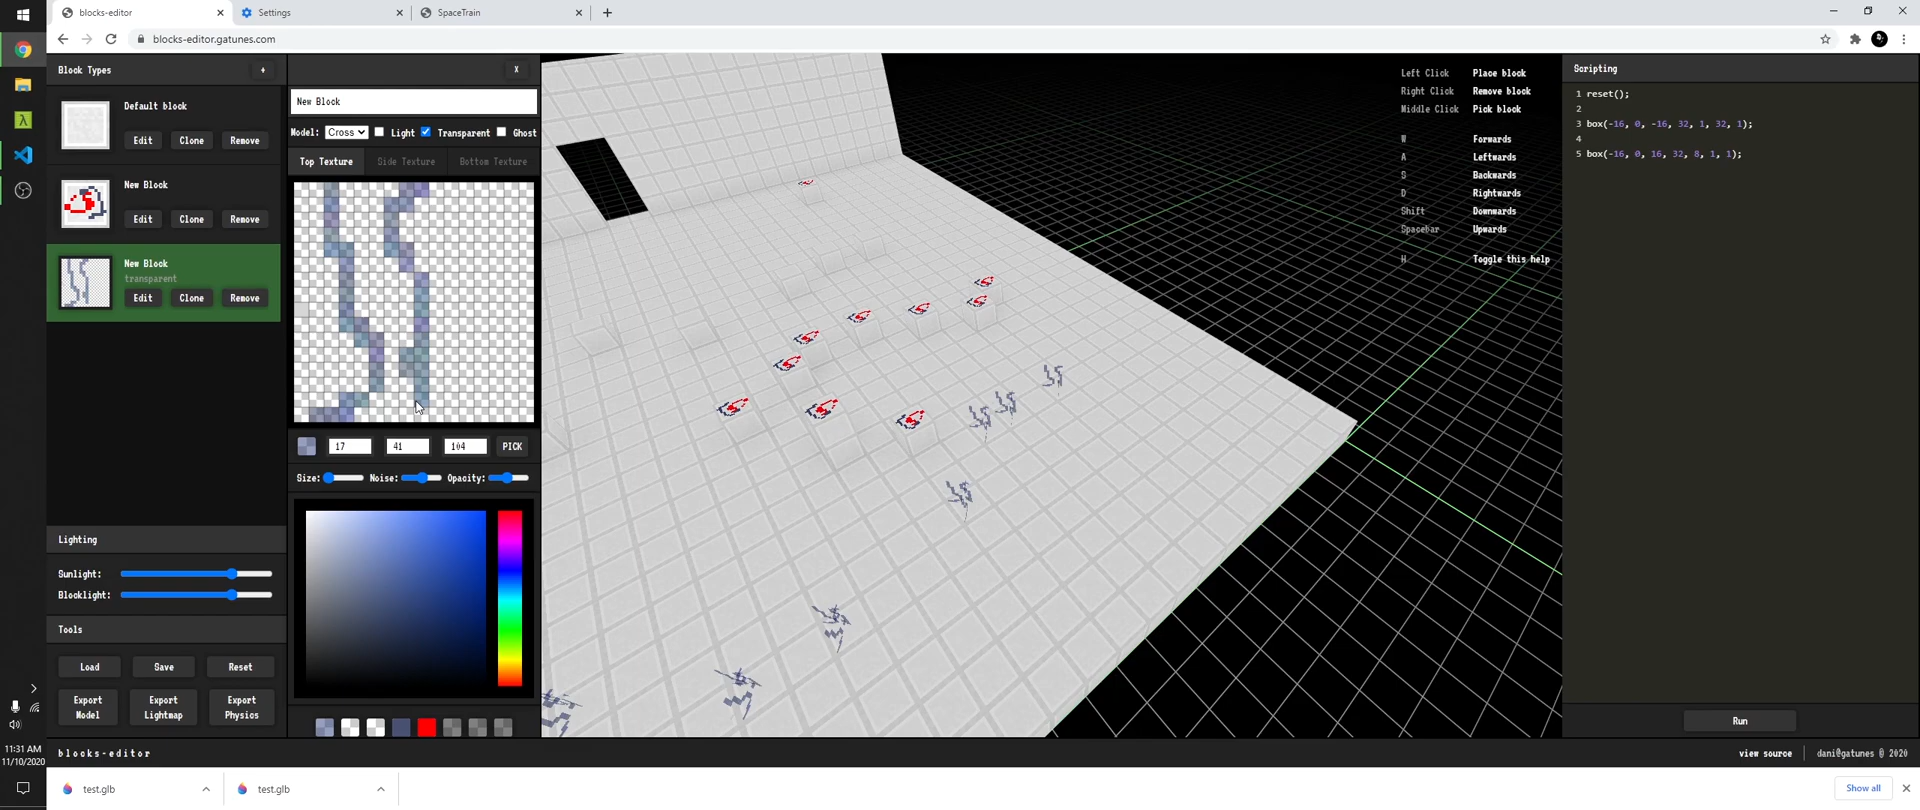 blocks-editor
Settings
SpaceTrain
blocks-editor.gatunes.com
Block Types
+
X
Default block
Edit Clone Remove
New Block
Edit Clone Remove
New Block
transparent
Edit Clone Remove
Lighting
Sunlight:
Blocklight:
Tools
Load Save Reset
Export Model
Export Lightmap
Export Physics
New Block
Model: Cross Light Transparent Ghost
Top Texture Side Texture Bottom Texture
17 41 104 PICK
Size: Noise: Opacity:
Left Click Place block
Right Click Remove block
Middle Click Pick block
W Forwards
A Leftwards
S Backwards
D Rightwards
Shift Downwards
Spacebar Upwards
H Toggle this help
Scripting
1 reset();
2
3 box(-16, 0, -16, 32, 1, 32, 1);
4
5 box(-16, 0, 16, 32, 8, 1, 1);
Run
blocks-editor
view source dani@gatunes @ 2020
11:31 AM
11/10/2020
test.glb
test.glb
Show all